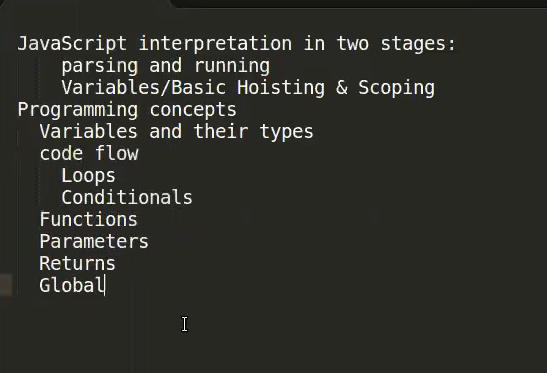 JavaScript interpretation in two stages:
parsing and running
Variables/Basic Hoisting & Scoping
Programming concepts
Variables and their types
code flow
Loops
Conditionals
Functions
Parameters
Returns
Global